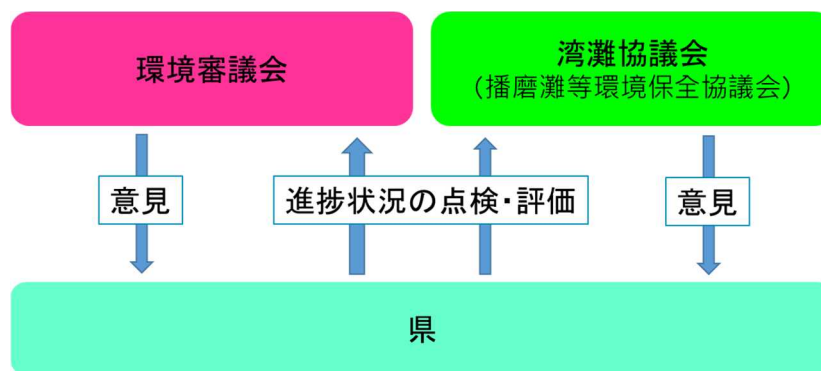 環境審議会
湾灘協議会
（播磨灘等環境保全協議会）
意見
進捗状況の点検・評価
意見
県